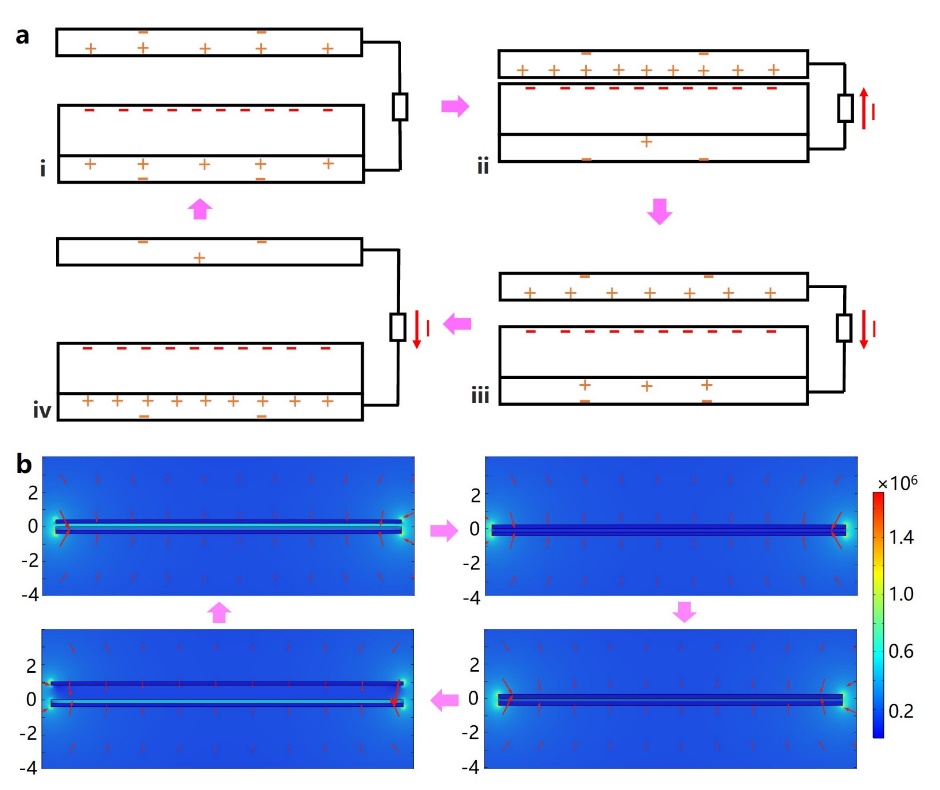 a
− −
+ + + + +
− − − − − − − − − −
+ + + + +
− −
i
− −
+ + + + + + + + +
− − − − − − − − − −
+
− −
I
ii
− −
+
− − − − − − − − − −
+ + + + + + + + +
− −
I
iv
− −
+ + + + + + +
− − − − − − − − − −
+ + +
− −
I
iii
b
2
0
-2
-4
2
0
-2
-4
2
0
-2
-4
2
0
-2
-4
×10⁶
1.4
1.0
0.6
0.2